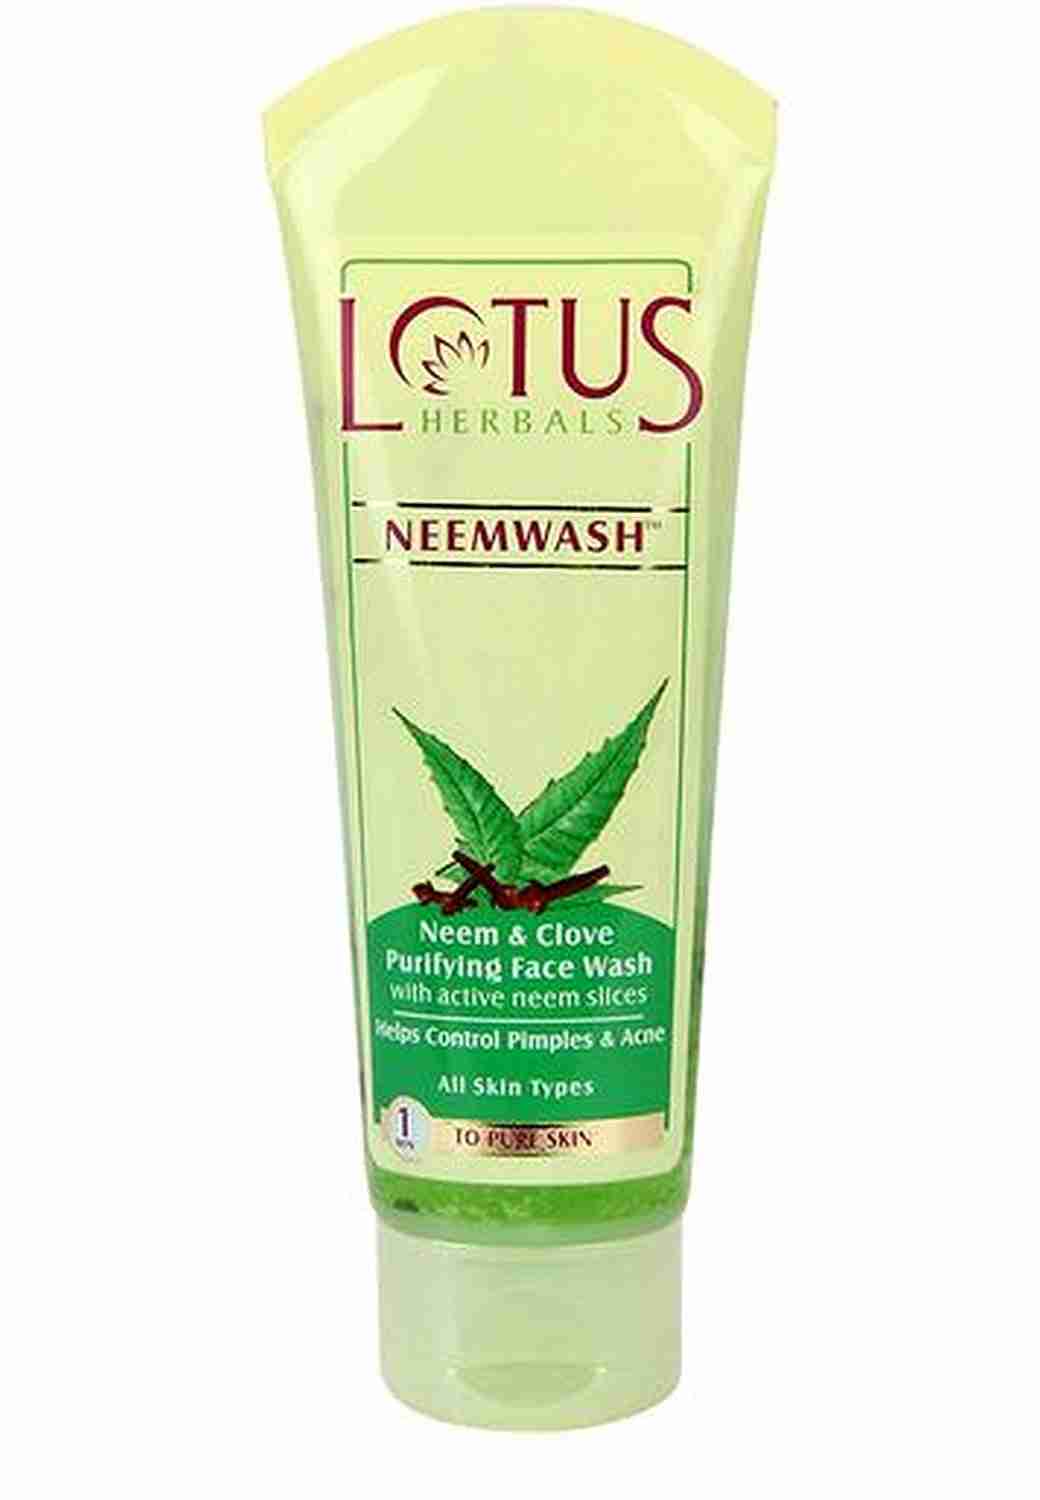 LOTUS
HERBALS
NEEMWASH™
Neem & Clove
Purifying Face Wash
with active neem slices
Helps Control Pimples & Acne
All Skin Types
1
MIN
TO PURE SKIN